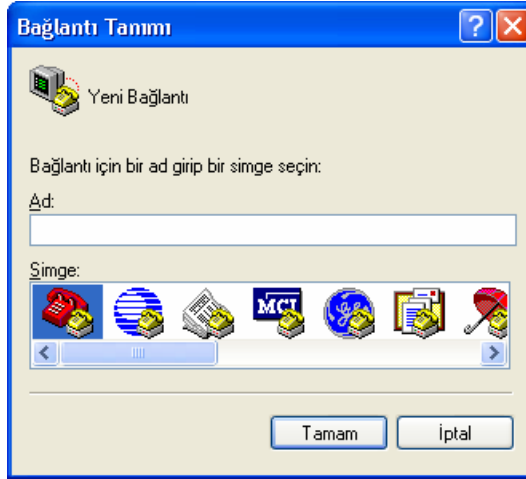 Bağlantı Tanımı
Yeni Bağlantı
Bağlantı için bir ad girip bir simge seçin:
Ad:
Simge:
MCI
Tamam
İptal